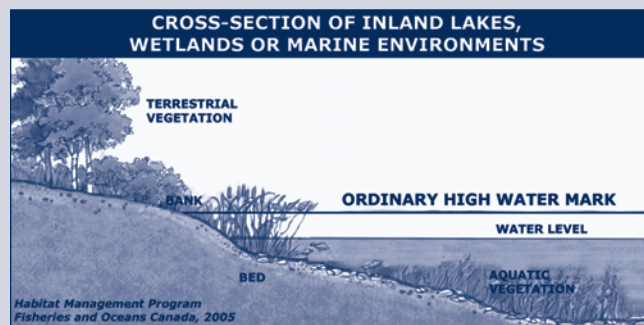 CROSS-SECTION OF INLAND LAKES,
WETLANDS OR MARINE ENVIRONMENTS
TERRESTRIAL
VEGETATION
BANK
ORDINARY HIGH WATER MARK
WATER LEVEL
BED
AQUATIC
VEGETATION
Habitat Management Program
Fisheries and Oceans Canada, 2005